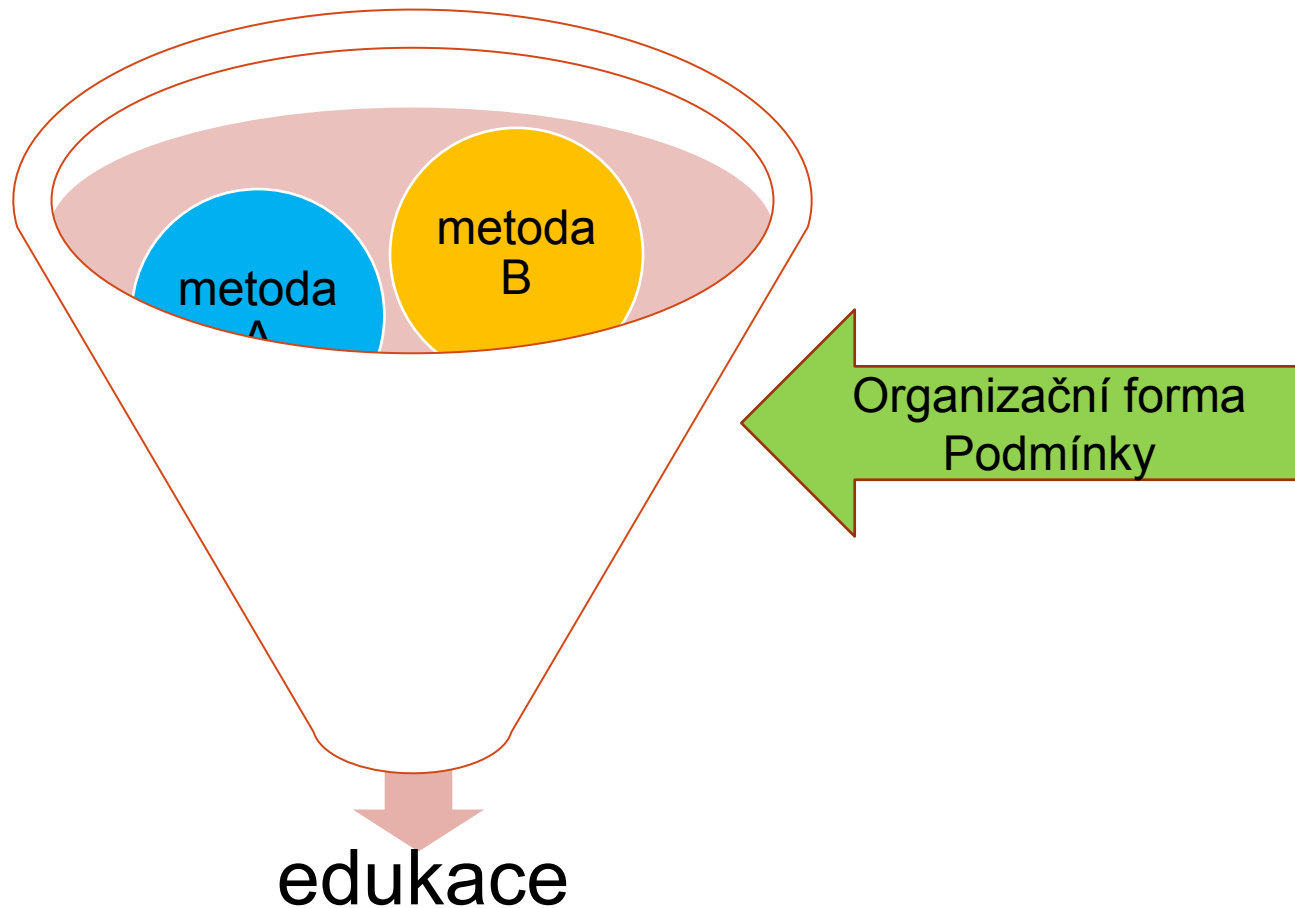 metoda
B
metoda
A
Organizační forma
Podmínky
edukace